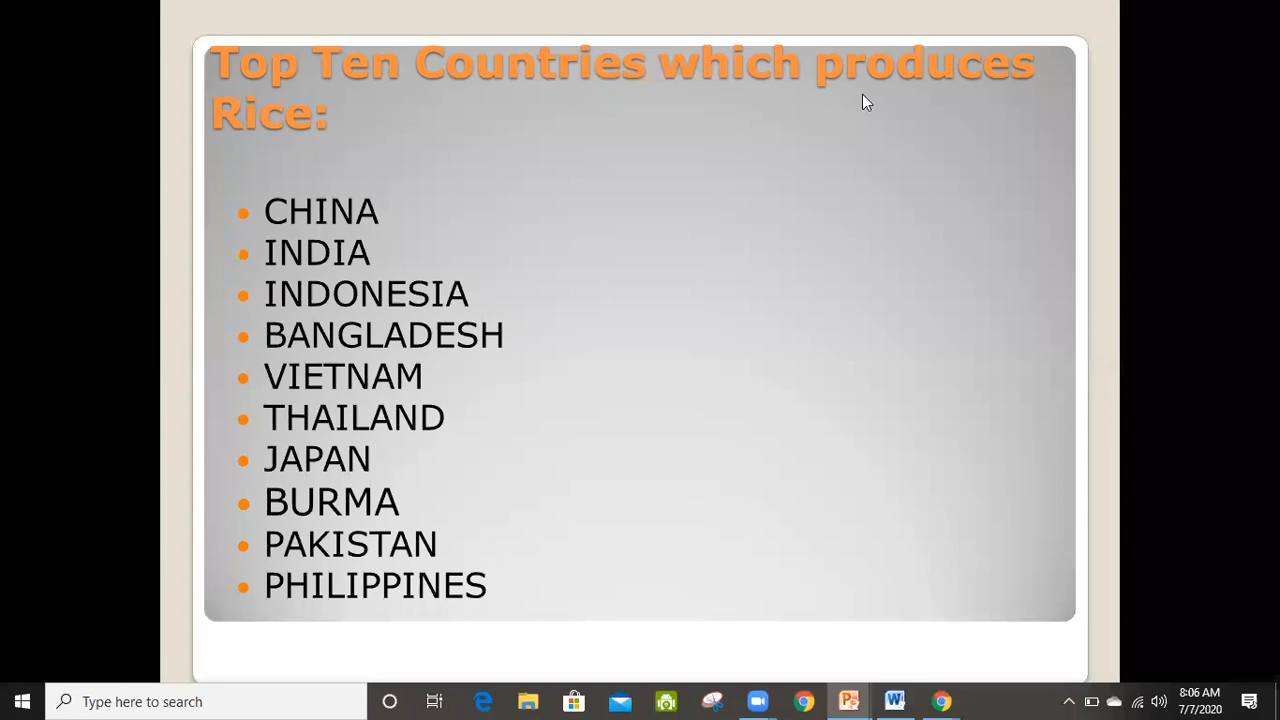 Top Ten Countries which produces
Rice:
• CHINA
• INDIA
• INDONESIA
• BANGLADESH
• VIETNAM
• THAILAND
• JAPAN
• BURMA
• PAKISTAN
• PHILIPPINES
Type here to search
8:06 AM
7/7/2020